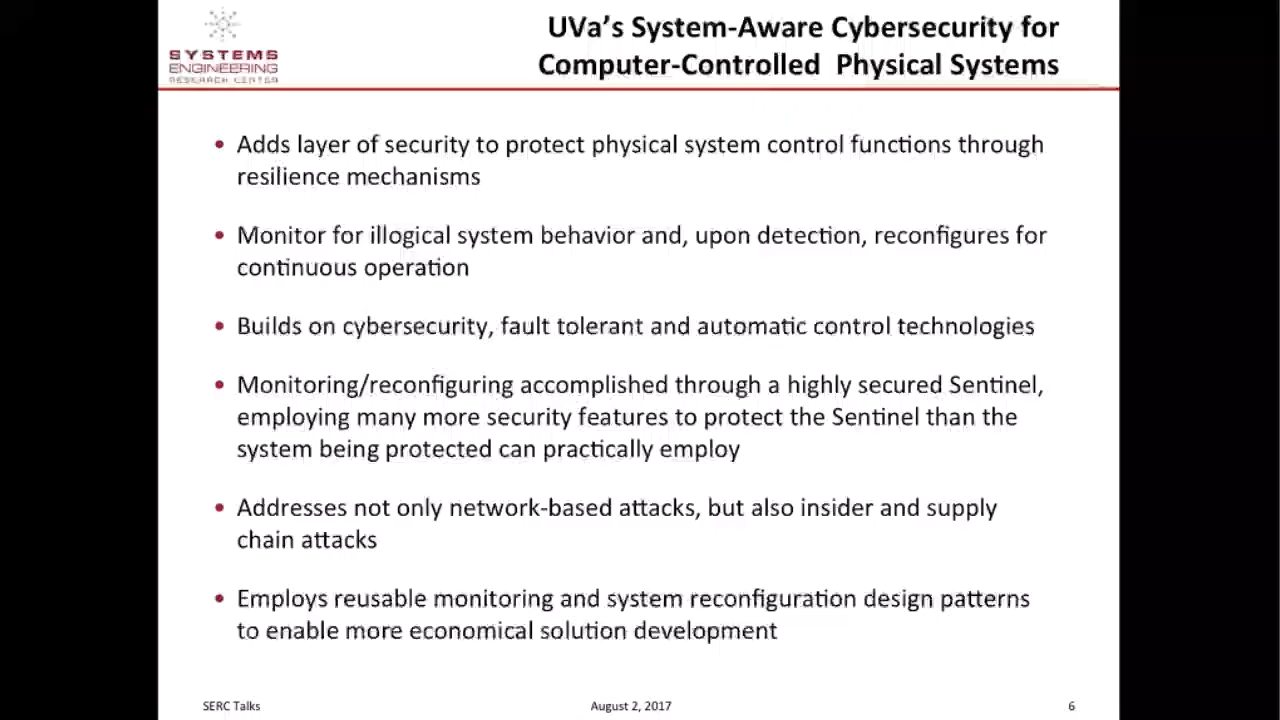 SYSTEMS
ENGINEERING
RESEARCH CENTER
UVa’s System-Aware Cybersecurity for
Computer-Controlled Physical Systems
• Adds layer of security to protect physical system control functions through
resilience mechanisms
• Monitor for illogical system behavior and, upon detection, reconfigures for
continuous operation
• Builds on cybersecurity, fault tolerant and automatic control technologies
• Monitoring/reconfiguring accomplished through a highly secured Sentinel,
employing many more security features to protect the Sentinel than the
system being protected can practically employ
• Addresses not only network-based attacks, but also insider and supply
chain attacks
• Employs reusable monitoring and system reconfiguration design patterns
to enable more economical solution development
SERC Talks
August 2, 2017
6